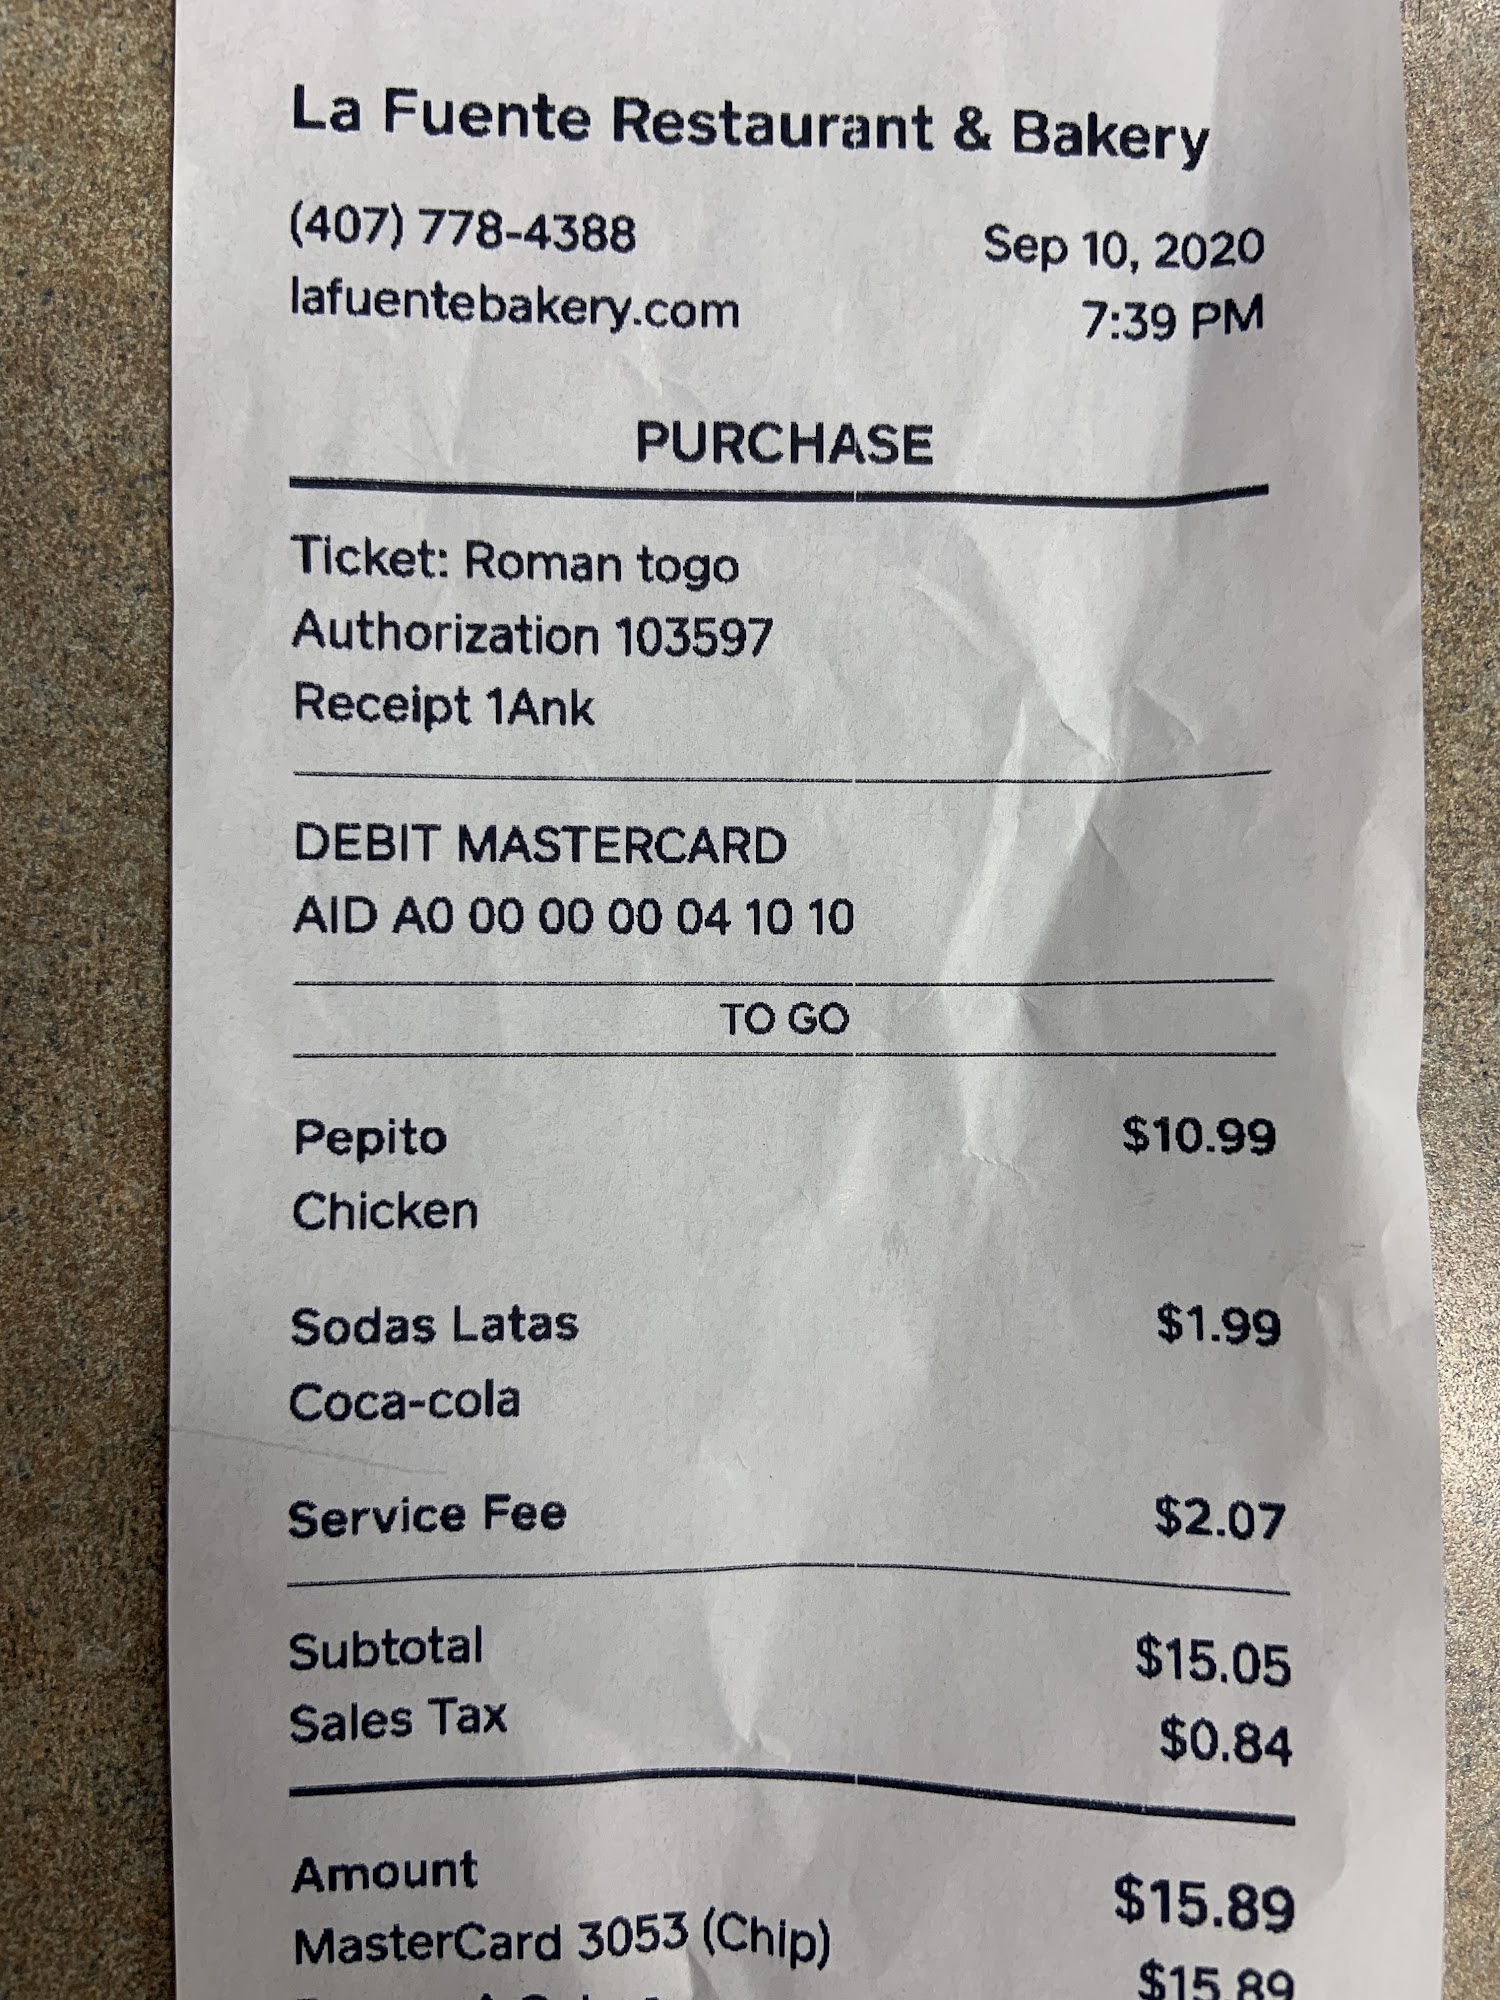 La Fuente Restaurant & Bakery
(407) 778-4388
Sep 10, 2020
lafuentebakery.com
7:39 PM
PURCHASE
Ticket: Roman togo
Authorization 103597
Receipt 1Ank
DEBIT MASTERCARD
AID A0 00 00 00 04 10 10
TO GO
Pepito $10.99
Chicken
Sodas Latas $1.99
Coca-cola
Service Fee $2.07
Subtotal $15.05
Sales Tax $0.84
Amount $15.89
MasterCard 3053 (Chip) $15.89